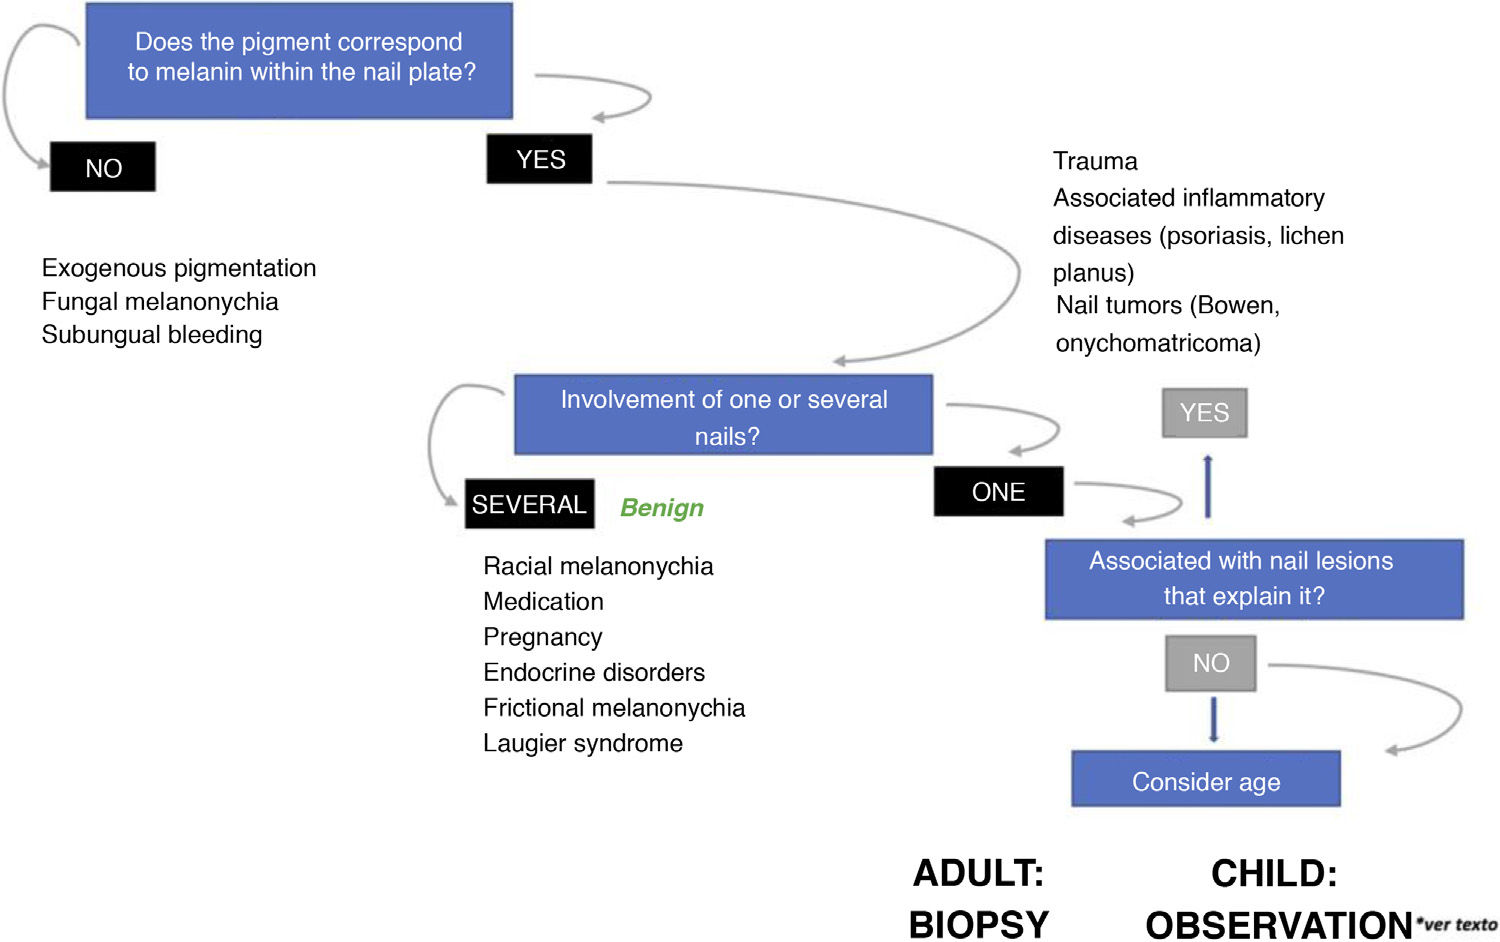 Does the pigment correspond
to melanin within the nail plate?
NO
YES
Exogenous pigmentation
Fungal melanonychia
Subungual bleeding
Trauma
Associated inflammatory
diseases (psoriasis, lichen
planus)
Nail tumors (Bowen,
onychomatricoma)
YES
Involvement of one or several
nails?
SEVERAL
Benign
ONE
Racial melanonychia
Medication
Pregnancy
Endocrine disorders
Frictional melanonychia
Laugier syndrome
Associated with nail lesions
that explain it?
NO
Consider age
ADULT:
BIOPSY
CHILD:
OBSERVATION *ver texto